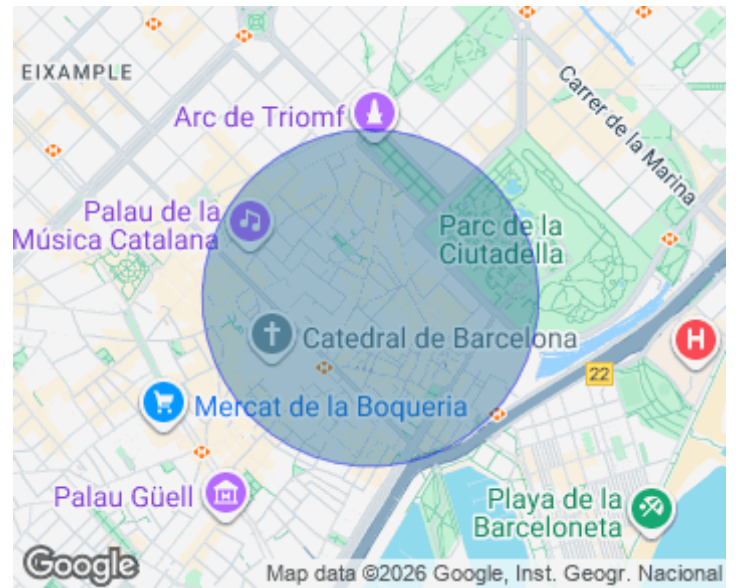 EIXAMPLE
Carrer de la Marina
Arc de Triomf
Palau de la
Música Catalana
Parc de la
Ciutadella
Catedral de Barcelona
H
22
Mercat de la Boqueria
Palau Güell
Playa de la
Barceloneta
Google
Map data ©2026 Google, Inst. Geogr. Nacional